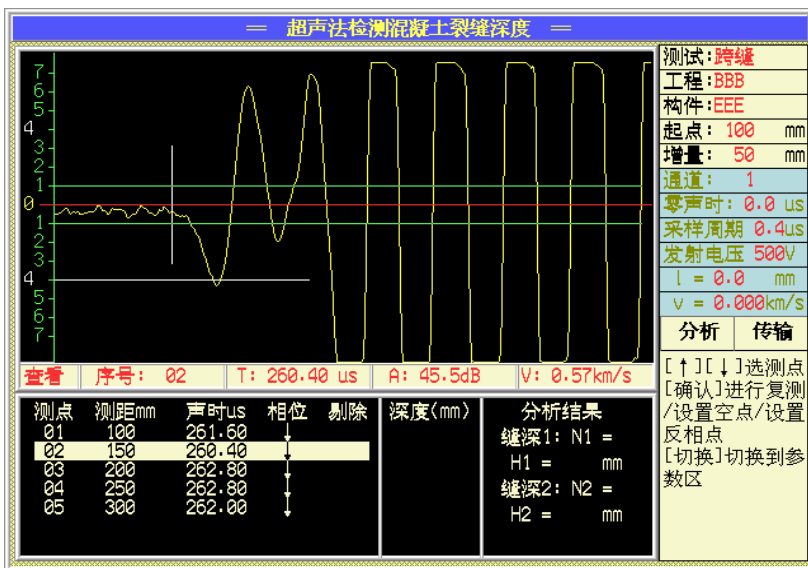 ═ 超声法检测混凝土裂缝深度 ═
7
6
5
4
3
2
1
0
1
2
3
4
5
6
7
测试:跨缝
工程:BBB
构件:EEE
起点: 100 mm
增量: 50 mm
通道: 1
零声时: 0.0 us
采样周期 0.4us
发射电压 500V
l = 0.0 mm
v = 0.000km/s
分析 传输
[↑][↓]选测点
[确认]进行复测
/设置空点/设置
反相点
[切换]切换到参
数区
查看 序号: 02 T: 260.40 us A: 45.5dB V: 0.57km/s
测点 测距mm 声时us 相位 剔除
01 100 261.60 ↓
02 150 260.40 ↓
03 200 262.80 ↓
04 250 262.80 ↓
05 300 262.00 ↓
深度(mm)
分析结果
缝深1: N1 =
H1 = mm
缝深2: N2 =
H2 = mm